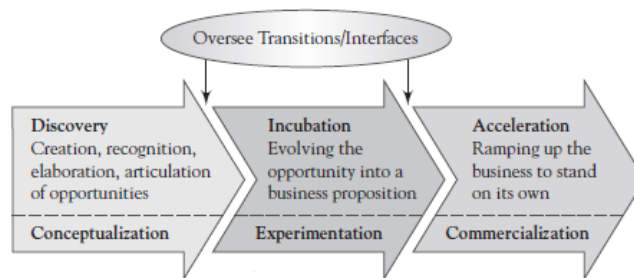 Oversee Transitions/Interfaces
Discovery
Creation, recognition,
elaboration, articulation
of opportunities
Conceptualization
Incubation
Evolving the
opportunity into a
business proposition
Experimentation
Acceleration
Ramping up the
business to stand
on its own
Commercialization